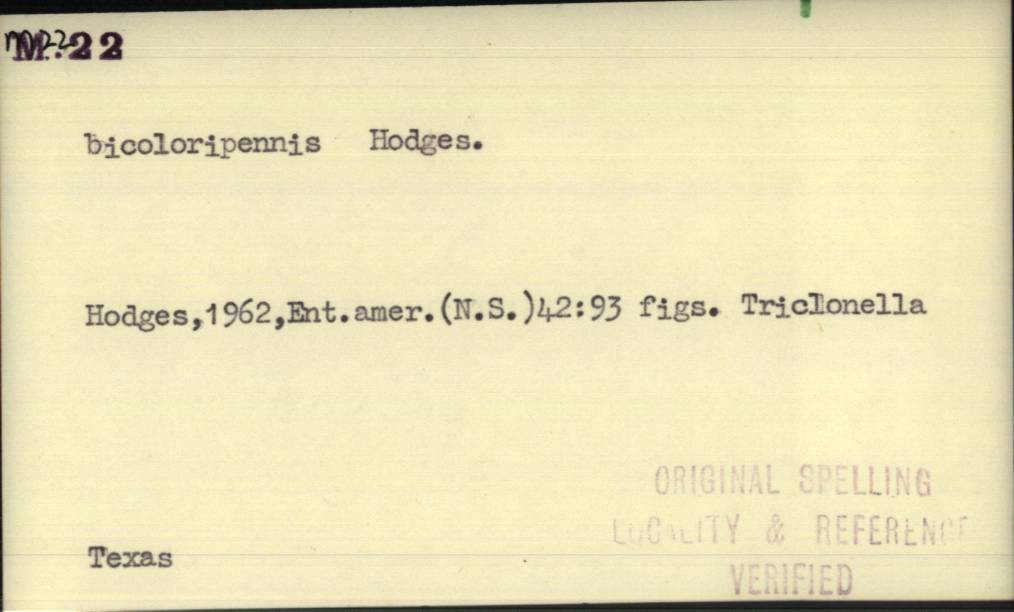 M.22
bicoloripennis Hodges.
Hodges,1962,Ent.amer.(N.S.)42:93 figs. Triclonella
ORIGINAL SPELLING
LOCALITY & REFERENCE
Texas
VERIFIED